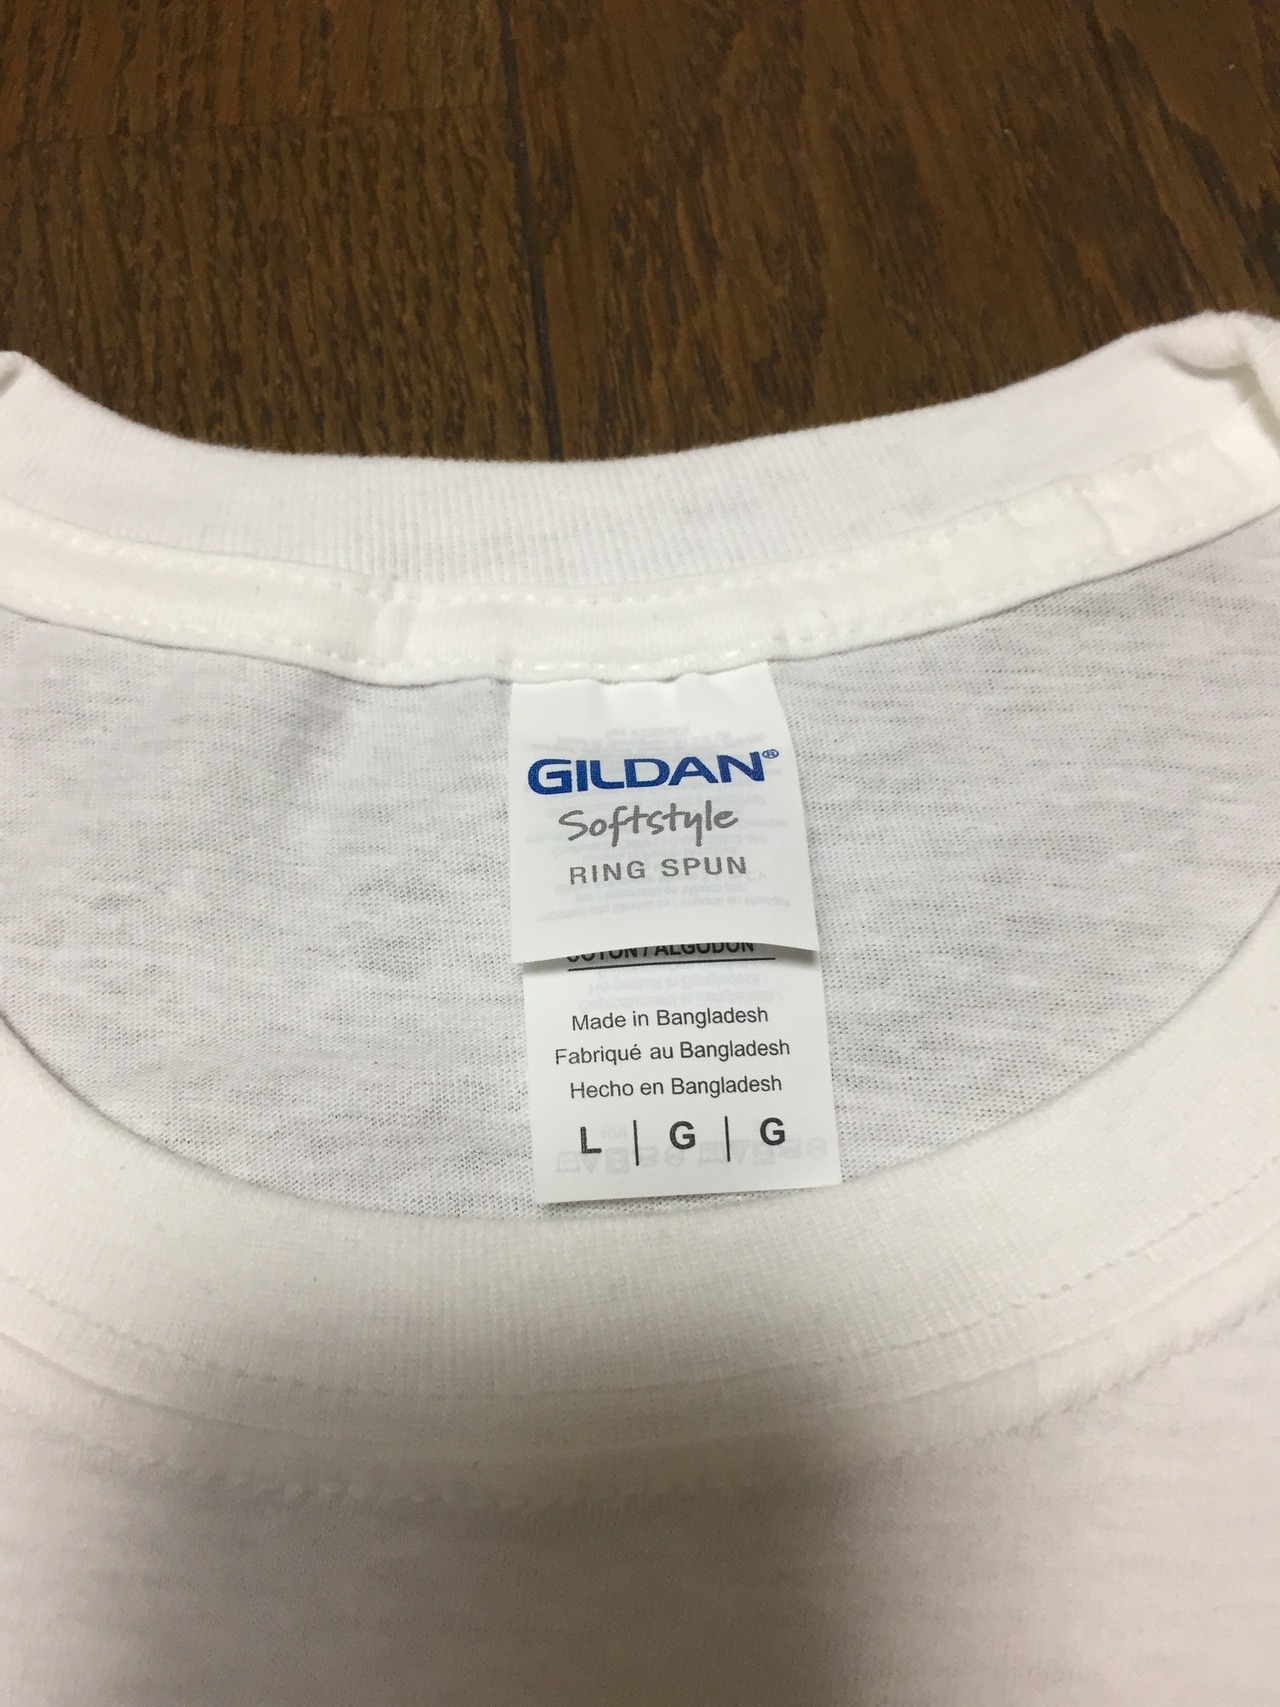 GILDAN®
Softstyle
RING SPUN
COTON / ALGODON
Made in Bangladesh
Fabriqué au Bangladesh
Hecho en Bangladesh
L | G | G